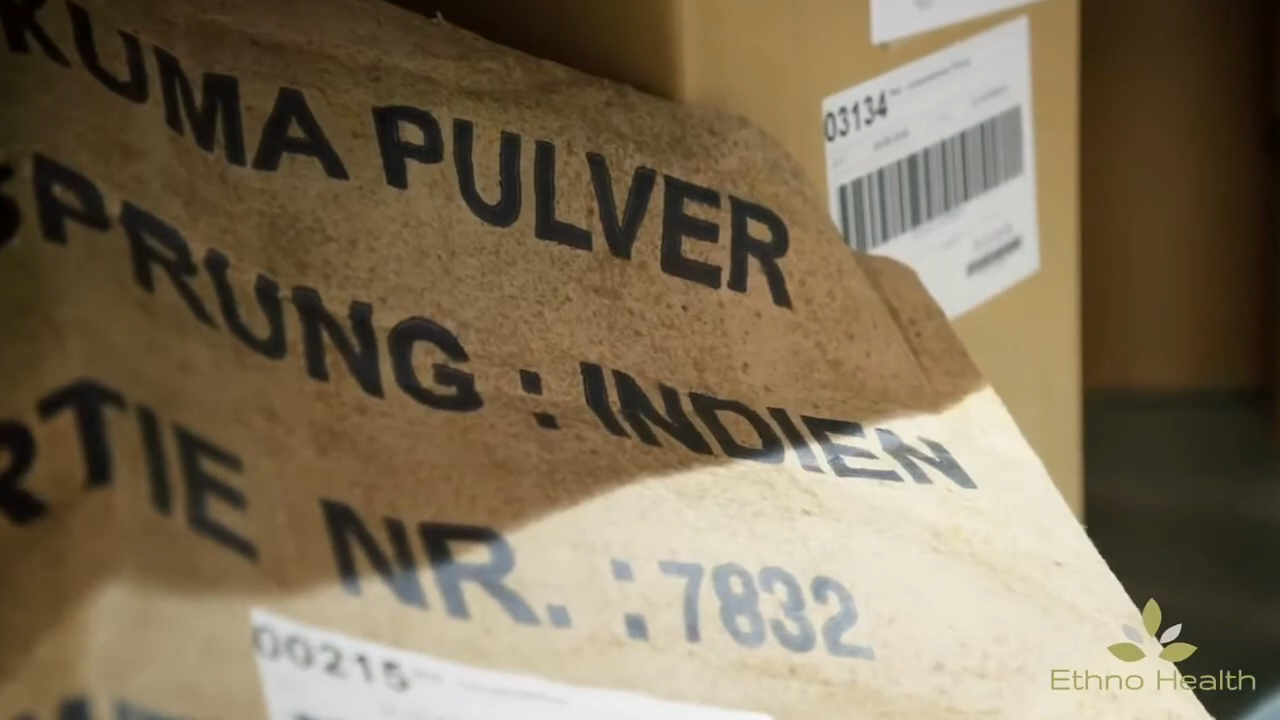 KUMA PULVER
SPRUNG : INDIEN
RTIE NR. : 7832
00215
03134
Ethno Health